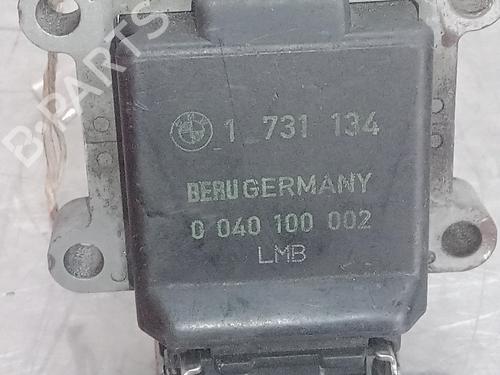 1 731 134
BERU GERMANY
0 040 100 002
LMB
B-PARTS